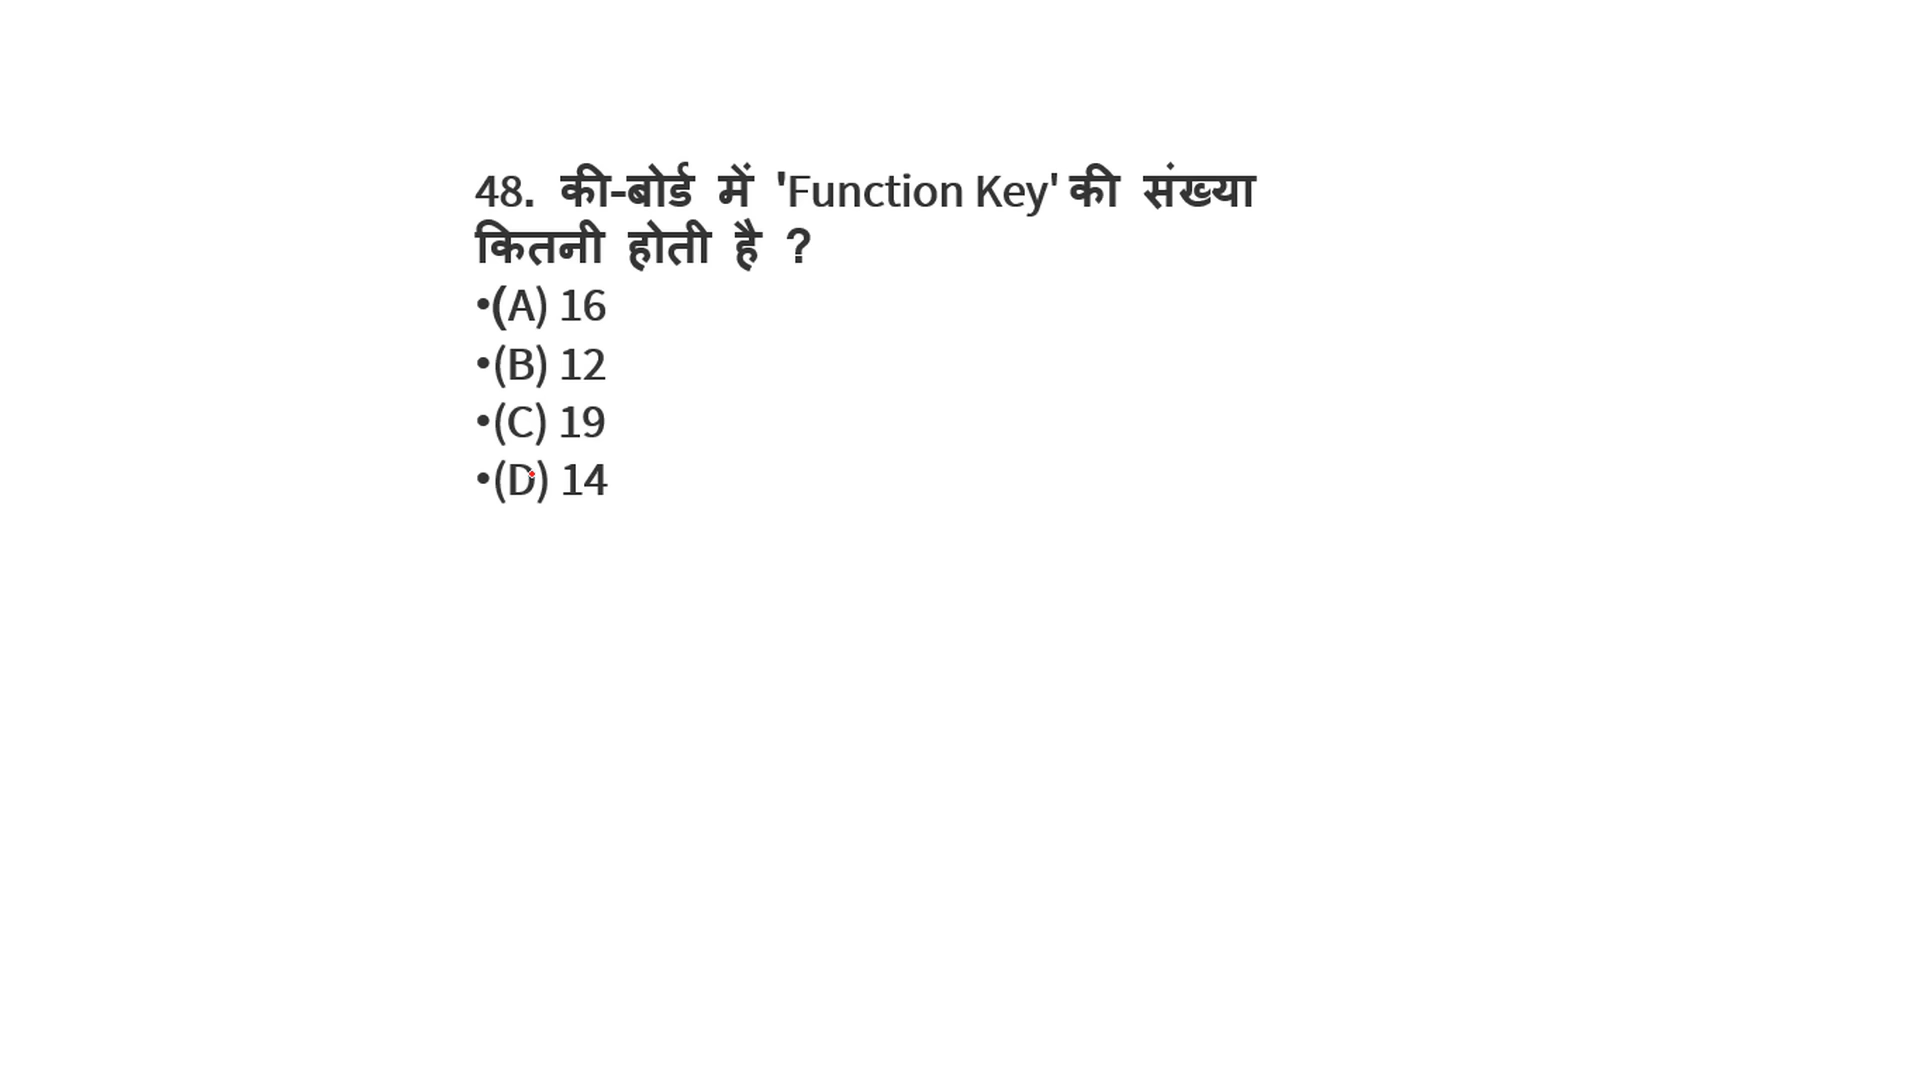 48. की-बोर्ड में 'Function Key' की संख्या
कितनी होती है ?
•(A) 16
•(B) 12
•(C) 19
•(D) 14